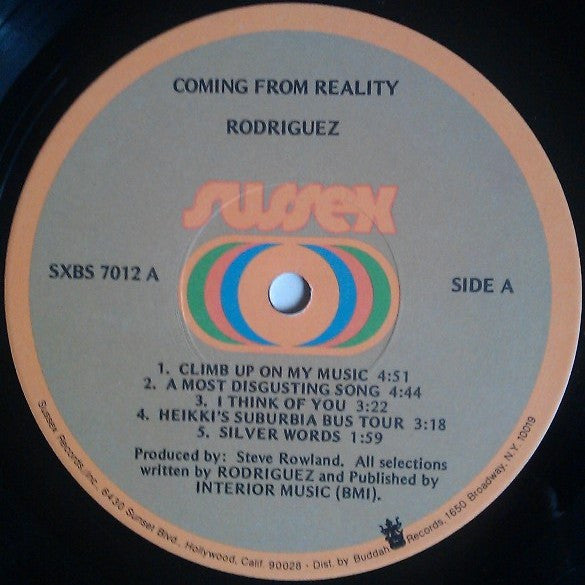 COMING FROM REALITY
RODRIGUEZ
sussex
SXBS 7012 A
SIDE A
1. CLIMB UP ON MY MUSIC 4:51
2. A MOST DISGUSTING SONG 4:44
3. I THINK OF YOU 3:22
4. HEIKKI'S SUBURBIA BUS TOUR 3:18
5. SILVER WORDS 1:59
Produced by: Steve Rowland. All selections
written by RODRIGUEZ and Published by
INTERIOR MUSIC (BMI).
Sussex Records, Inc. 6430 Sunset Blvd., Hollywood, Calif. 90028 - Dist. by Buddah Records, 1650 Broadway, N.Y. 10019